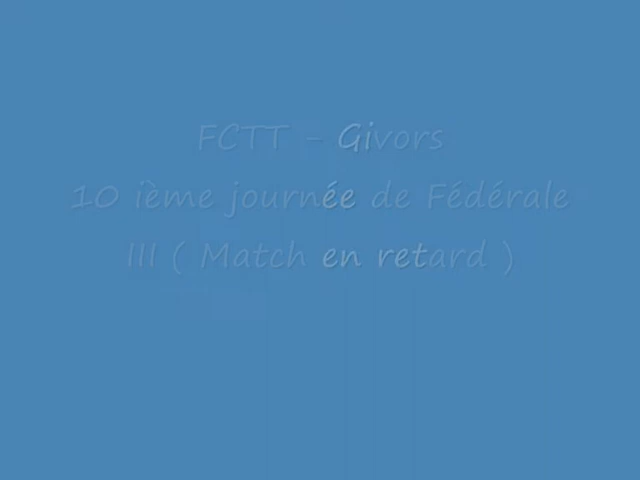 FCTT - Givors
10 ième journée de Fédérale
III ( Match en retard )